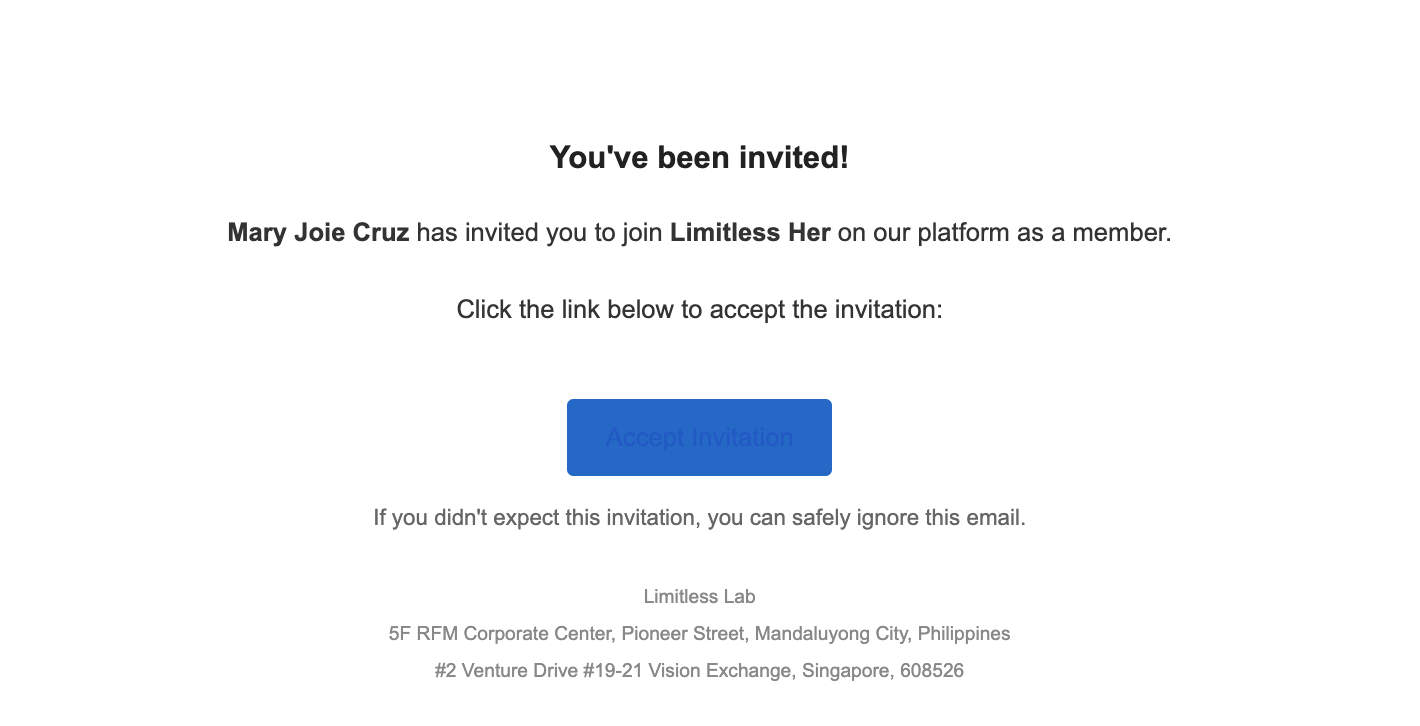 You've been invited!
Mary Joie Cruz has invited you to join Limitless Her on our platform as a member.
Click the link below to accept the invitation:
Accept Invitation
If you didn't expect this invitation, you can safely ignore this email.
Limitless Lab
5F RFM Corporate Center, Pioneer Street, Mandaluyong City, Philippines
#2 Venture Drive #19-21 Vision Exchange, Singapore, 608526